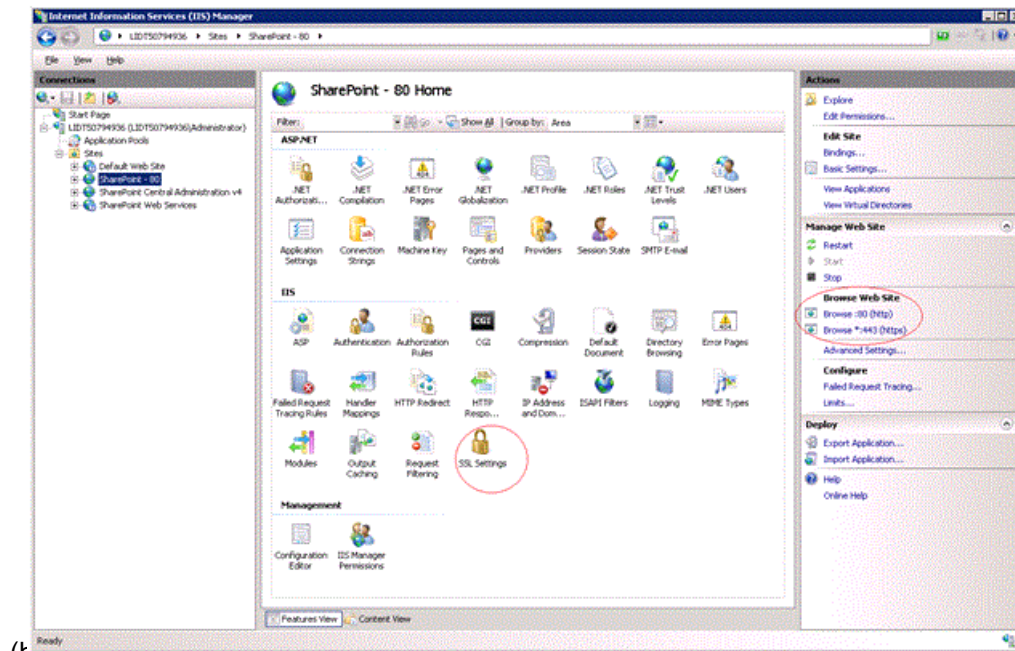 Internet Information Services (IIS) Manager
LIDT50794936 Sites SharePoint - 80
File View Help
Connections
Start Page
LIDT50794936 (LIDT50794936\Administrator)
Application Pools
Sites
Default Web Site
SharePoint - 80
SharePoint Central Administration v4
SharePoint Web Services
SharePoint - 80 Home
Filter: Go Show All Group by: Area
ASP.NET
.NET Authorizati...
.NET Compilation
.NET Error Pages
.NET Globalization
.NET Profile
.NET Roles
.NET Trust Levels
.NET Users
Application Settings
Connection Strings
Machine Key
Pages and Controls
Providers
Session State
SMTP E-mail
IIS
ASP
Authentication
Authorization Rules
CGI
CGI
Compression
Default Document
Directory Browsing
404
Error Pages
Failed Request Tracing Rules
Handler Mappings
HTTP Redirect
HTTP Respo...
IP Address and Dom...
ISAPI Filters
Logging
MIME Types
Modules
Output Caching
Request Filtering
SSL Settings
Management
Configuration Editor
IIS Manager Permissions
Features View Content View
Actions
Explore
Edit Permissions...
Edit Site
Bindings...
Basic Settings...
View Applications
View Virtual Directories
Manage Web Site
Restart
Start
Stop
Browse Web Site
Browse :80 (http)
Browse *:443 (https)
Advanced Settings...
Configure
Failed Request Tracing...
Limits...
Deploy
Export Application...
Import Application...
Help
Online Help
Ready